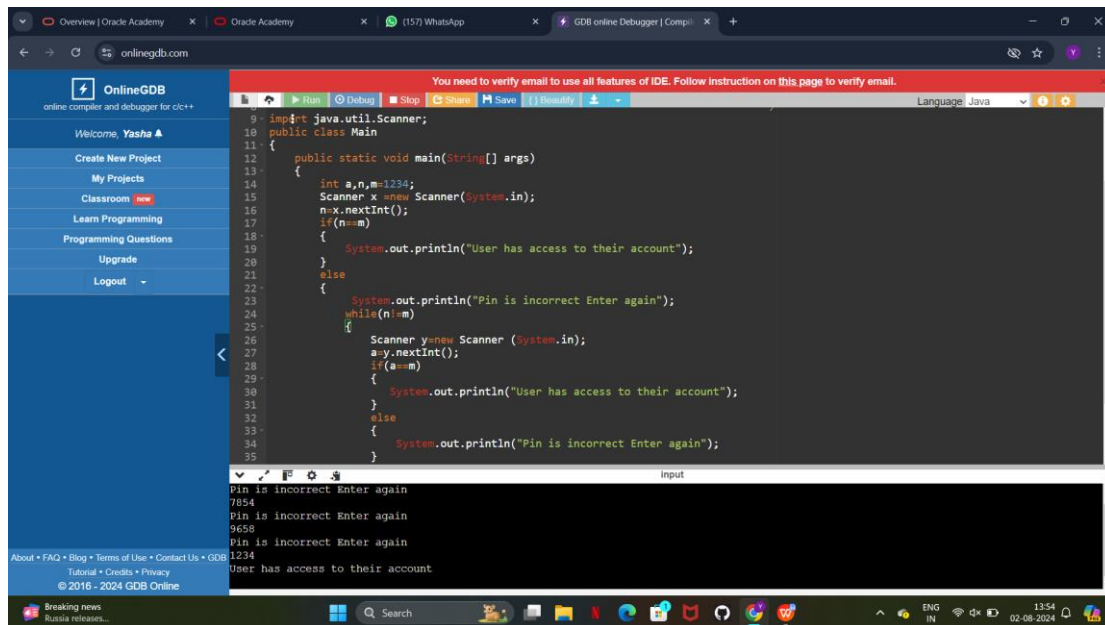 Overview | Oracle Academy
Oracle Academy
(157) WhatsApp
GDB online Debugger | Compil
onlinegdb.com
Y
OnlineGDB
online compiler and debugger for c/c++
Welcome, Yasha
Create New Project
My Projects
Classroom new
Learn Programming
Programming Questions
Upgrade
Logout
About • FAQ • Blog • Terms of Use • Contact Us • GDB
Tutorial • Credits • Privacy
© 2016 - 2024 GDB Online
You need to verify email to use all features of IDE. Follow instruction on this page to verify email.
Run Debug Stop Share Save { } Beautify Language Java
9 import java.util.Scanner;
10 public class Main
11 {
12 public static void main(String[] args)
13 {
14 int a,n,m=1234;
15 Scanner x =new Scanner(System.in);
16 n=x.nextInt();
17 if(n==m)
18 {
19 System.out.println("User has access to their account");
20 }
21 else
22 {
23 System.out.println("Pin is incorrect Enter again");
24 while(n!=m)
25 {
26 Scanner y=new Scanner (System.in);
27 a=y.nextInt();
28 if(a==m)
29 {
30 System.out.println("User has access to their account");
31 }
32 else
33 {
34 System.out.println("Pin is incorrect Enter again");
35 }
input
Pin is incorrect Enter again
7854
Pin is incorrect Enter again
9658
Pin is incorrect Enter again
1234
User has access to their account
Breaking news
Russia releases...
Search
ENG
IN
13:54
02-08-2024